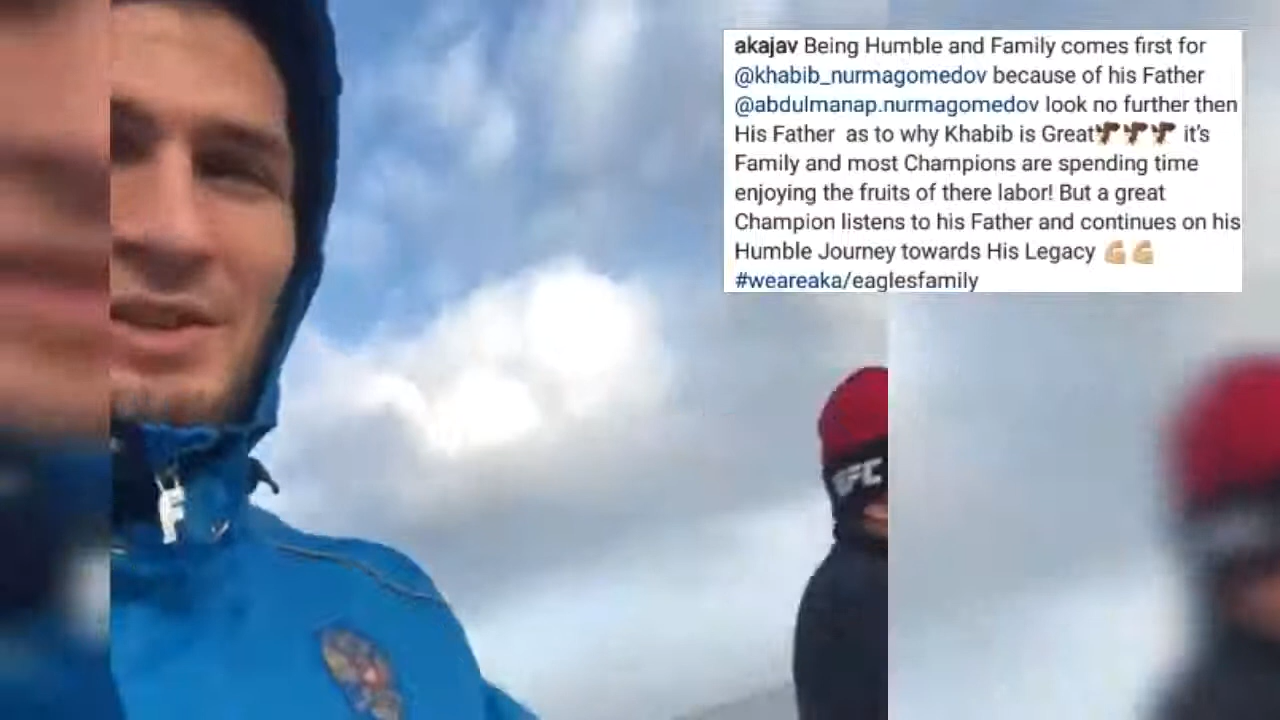 akajav Being Humble and Family comes first for
@khabib_nurmagomedov because of his Father
@abdulmanap.nurmagomedov look no further then
His Father as to why Khabib is Great🦅🦅🦅 it's
Family and most Champions are spending time
enjoying the fruits of there labor! But a great
Champion listens to his Father and continues on his
Humble Journey towards His Legacy 💪🏼💪🏼
#weareaka/eaglesfamily
UFC